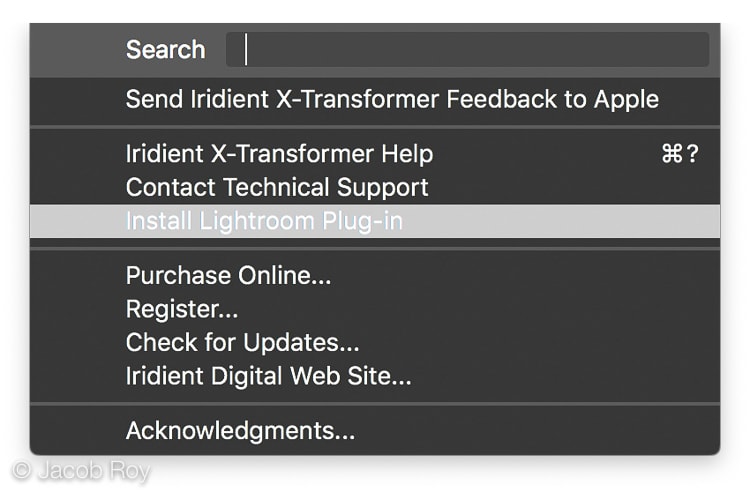 Search
Send Iridient X-Transformer Feedback to Apple
Iridient X-Transformer Help ⌘?
Contact Technical Support
Install Lightroom Plug-in
Purchase Online...
Register...
Check for Updates...
Iridient Digital Web Site...
Acknowledgments...
© Jacob Roy